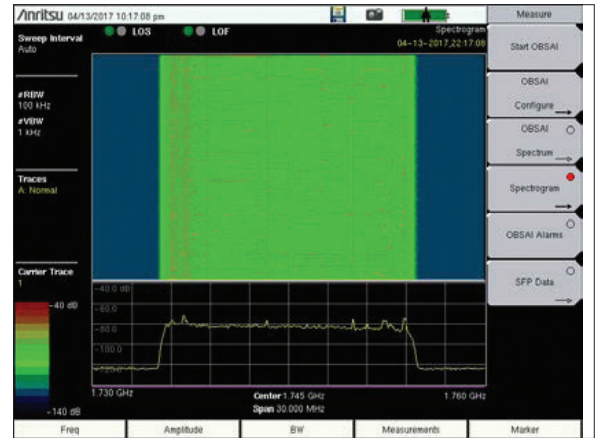 Anritsu 04/13/2017 10:17:08 pm
Measure
Sweep Interval
Auto
LOS LOF
Spectrogram
04-13-2017,22:17:08
#RBW
100 kHz
#VBW
1 kHz
Traces
A: Normal
Carrier Trace
1
-40 dB
-140 dB
-40.0 dB
-60.0
-80.0
-100.0
1.730 GHz
Center 1.745 GHz
1.760 GHz
Span 30.000 MHz
Start OBSAI
OBSAI
Configure
OBSAI
Spectrum
Spectrogram
OBSAI Alarms
SFP Data
Freq
Amplitude
BW
Measurements
Marker